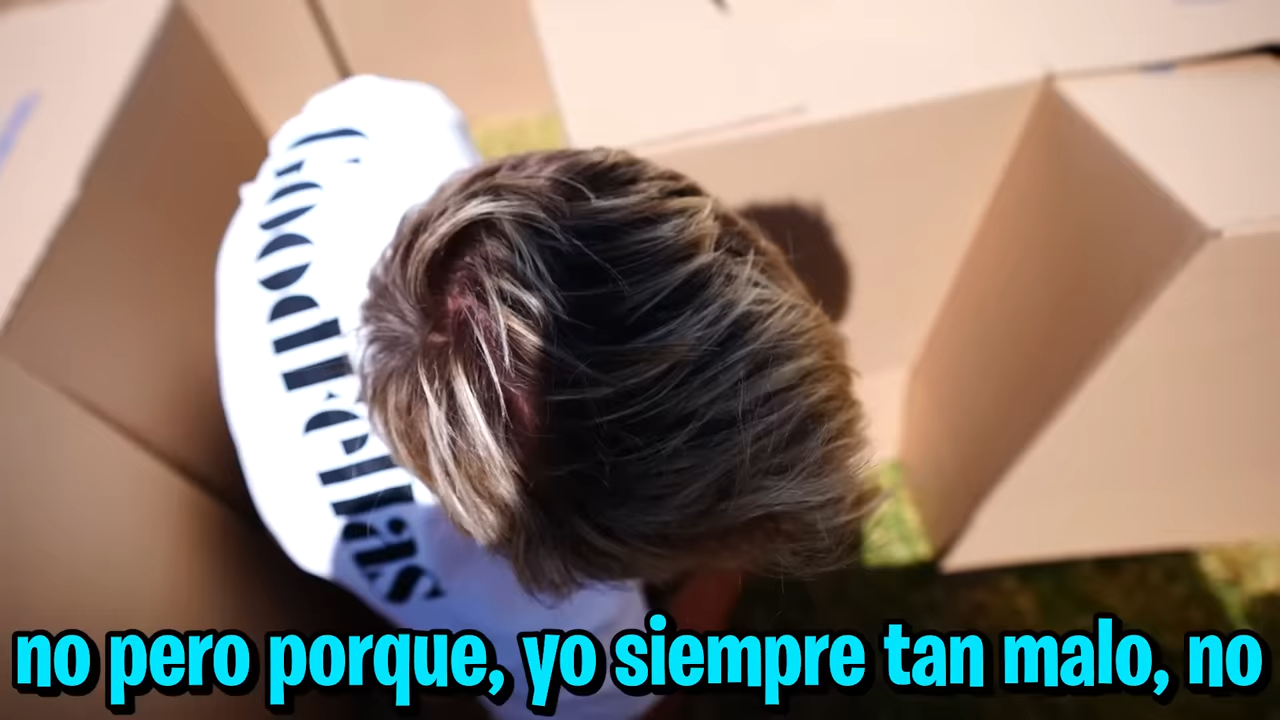 Goodfellas
no pero porque, yo siempre tan malo, no